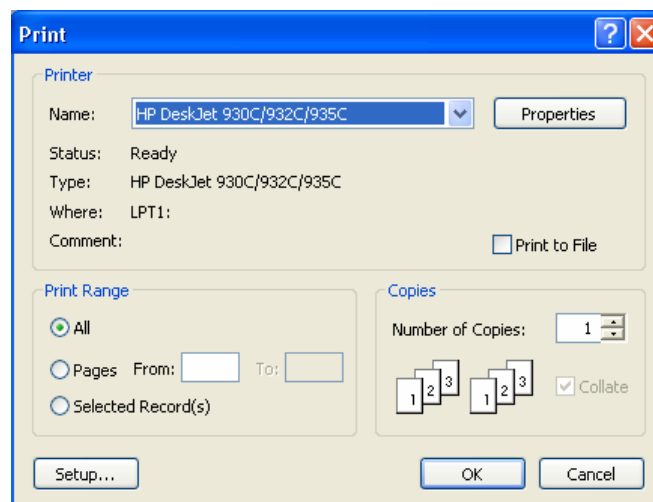 Print
?
X
Printer
Name: HP DeskJet 930C/932C/935C Properties
Status: Ready
Type: HP DeskJet 930C/932C/935C
Where: LPT1:
Comment:
Print to File
Print Range
All
Pages From: To:
Selected Record(s)
Copies
Number of Copies: 1
1 2 3 1 2 3
Collate
Setup... OK Cancel